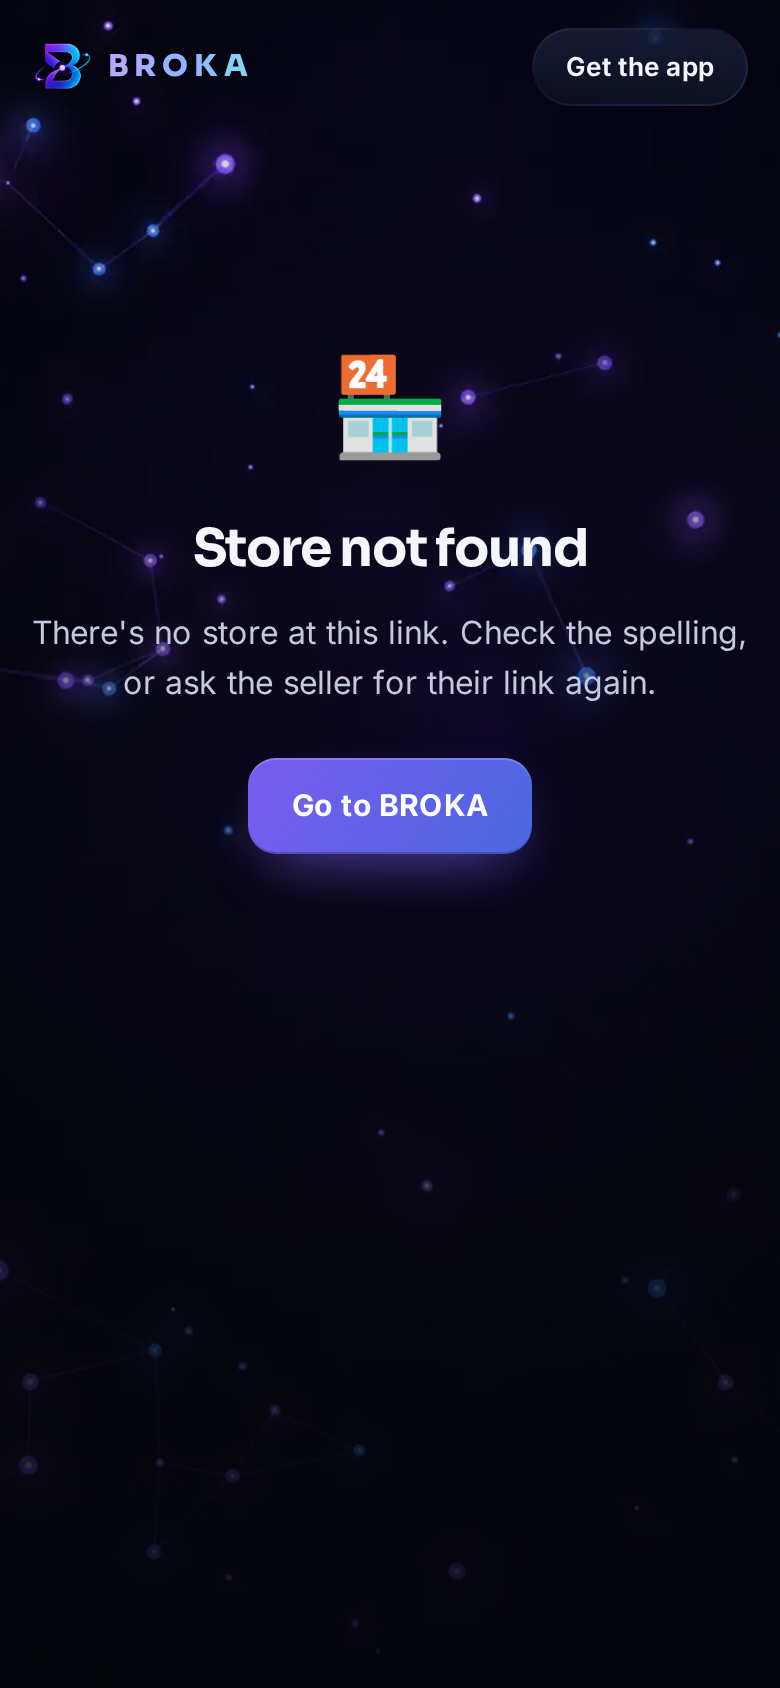 BROKA
Get the app
24
Store not found
There's no store at this link. Check the spelling,
or ask the seller for their link again.
Go to BROKA